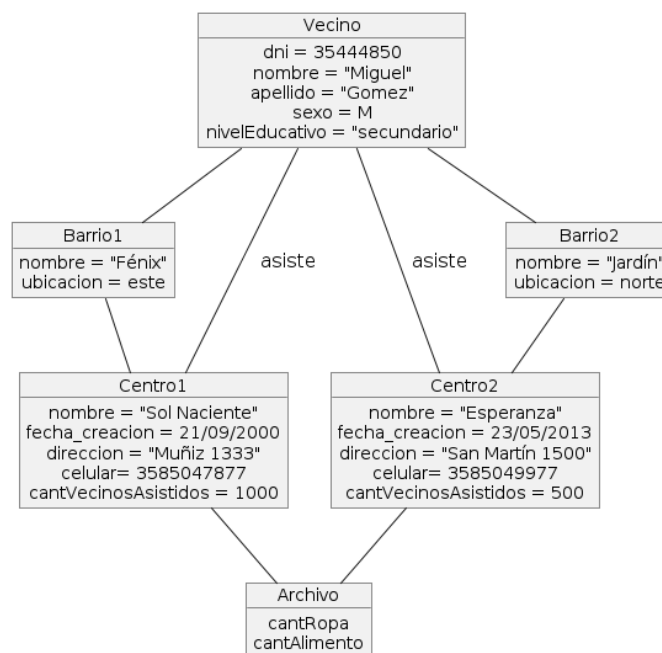 Vecino
dni = 35444850
nombre = "Miguel"
apellido = "Gomez"
sexo = M
nivelEducativo = "secundario"
Barrio1
nombre = "Fénix"
ubicacion = este
asiste
asiste
Barrio2
nombre = "Jardín"
ubicacion = norte
Centro1
nombre = "Sol Naciente"
fecha_creacion = 21/09/2000
direccion = "Muñiz 1333"
celular= 3585047877
cantVecinosAsistidos = 1000
Centro2
nombre = "Esperanza"
fecha_creacion = 23/05/2013
direccion = "San Martín 1500"
celular= 3585049977
cantVecinosAsistidos = 500
Archivo
cantRopa
cantAlimento